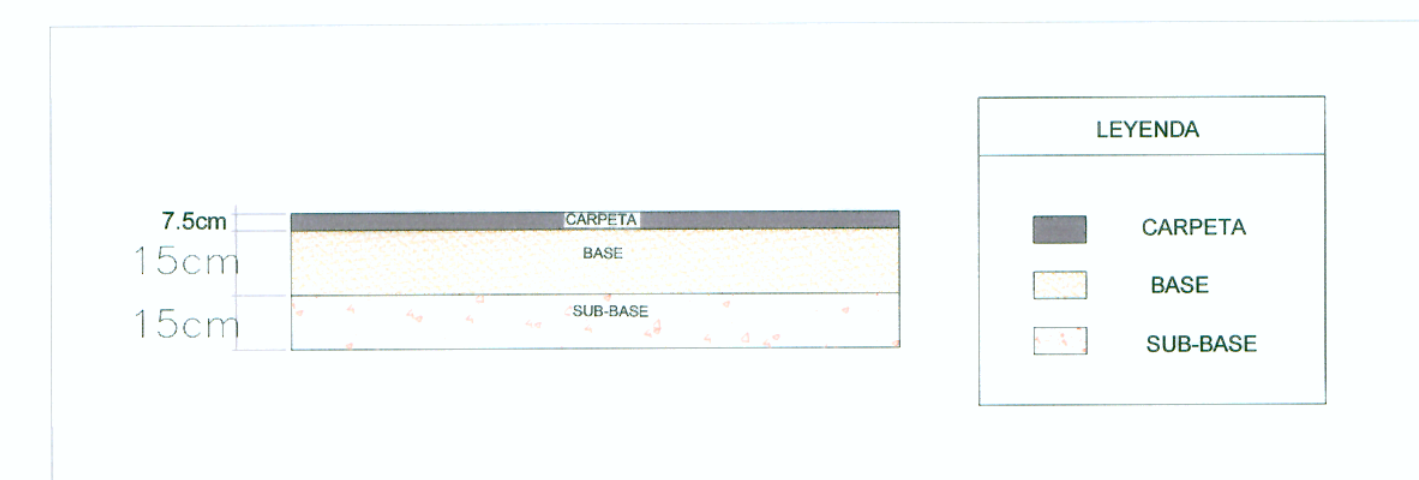 LEYENDA
7.5cm
CARPETA
15cm
BASE
15cm
SUB-BASE
CARPETA
BASE
SUB-BASE